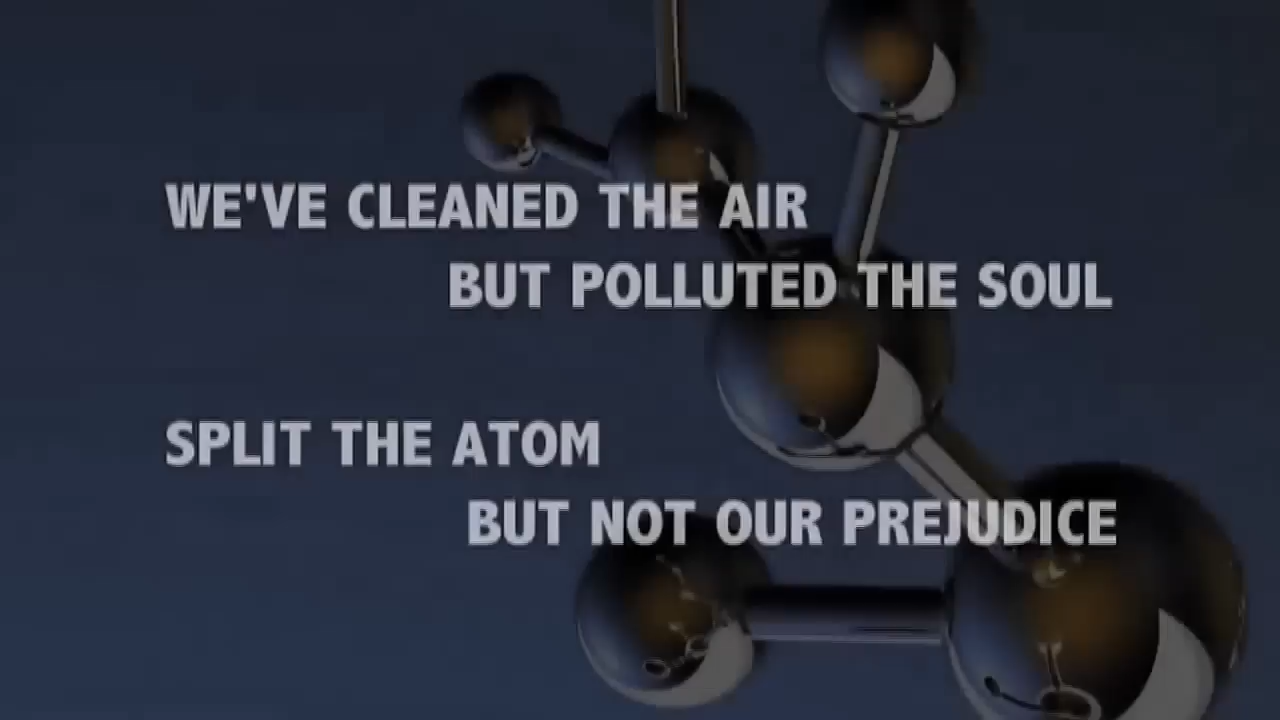 WE'VE CLEANED THE AIR
BUT POLLUTED THE SOUL
SPLIT THE ATOM
BUT NOT OUR PREJUDICE